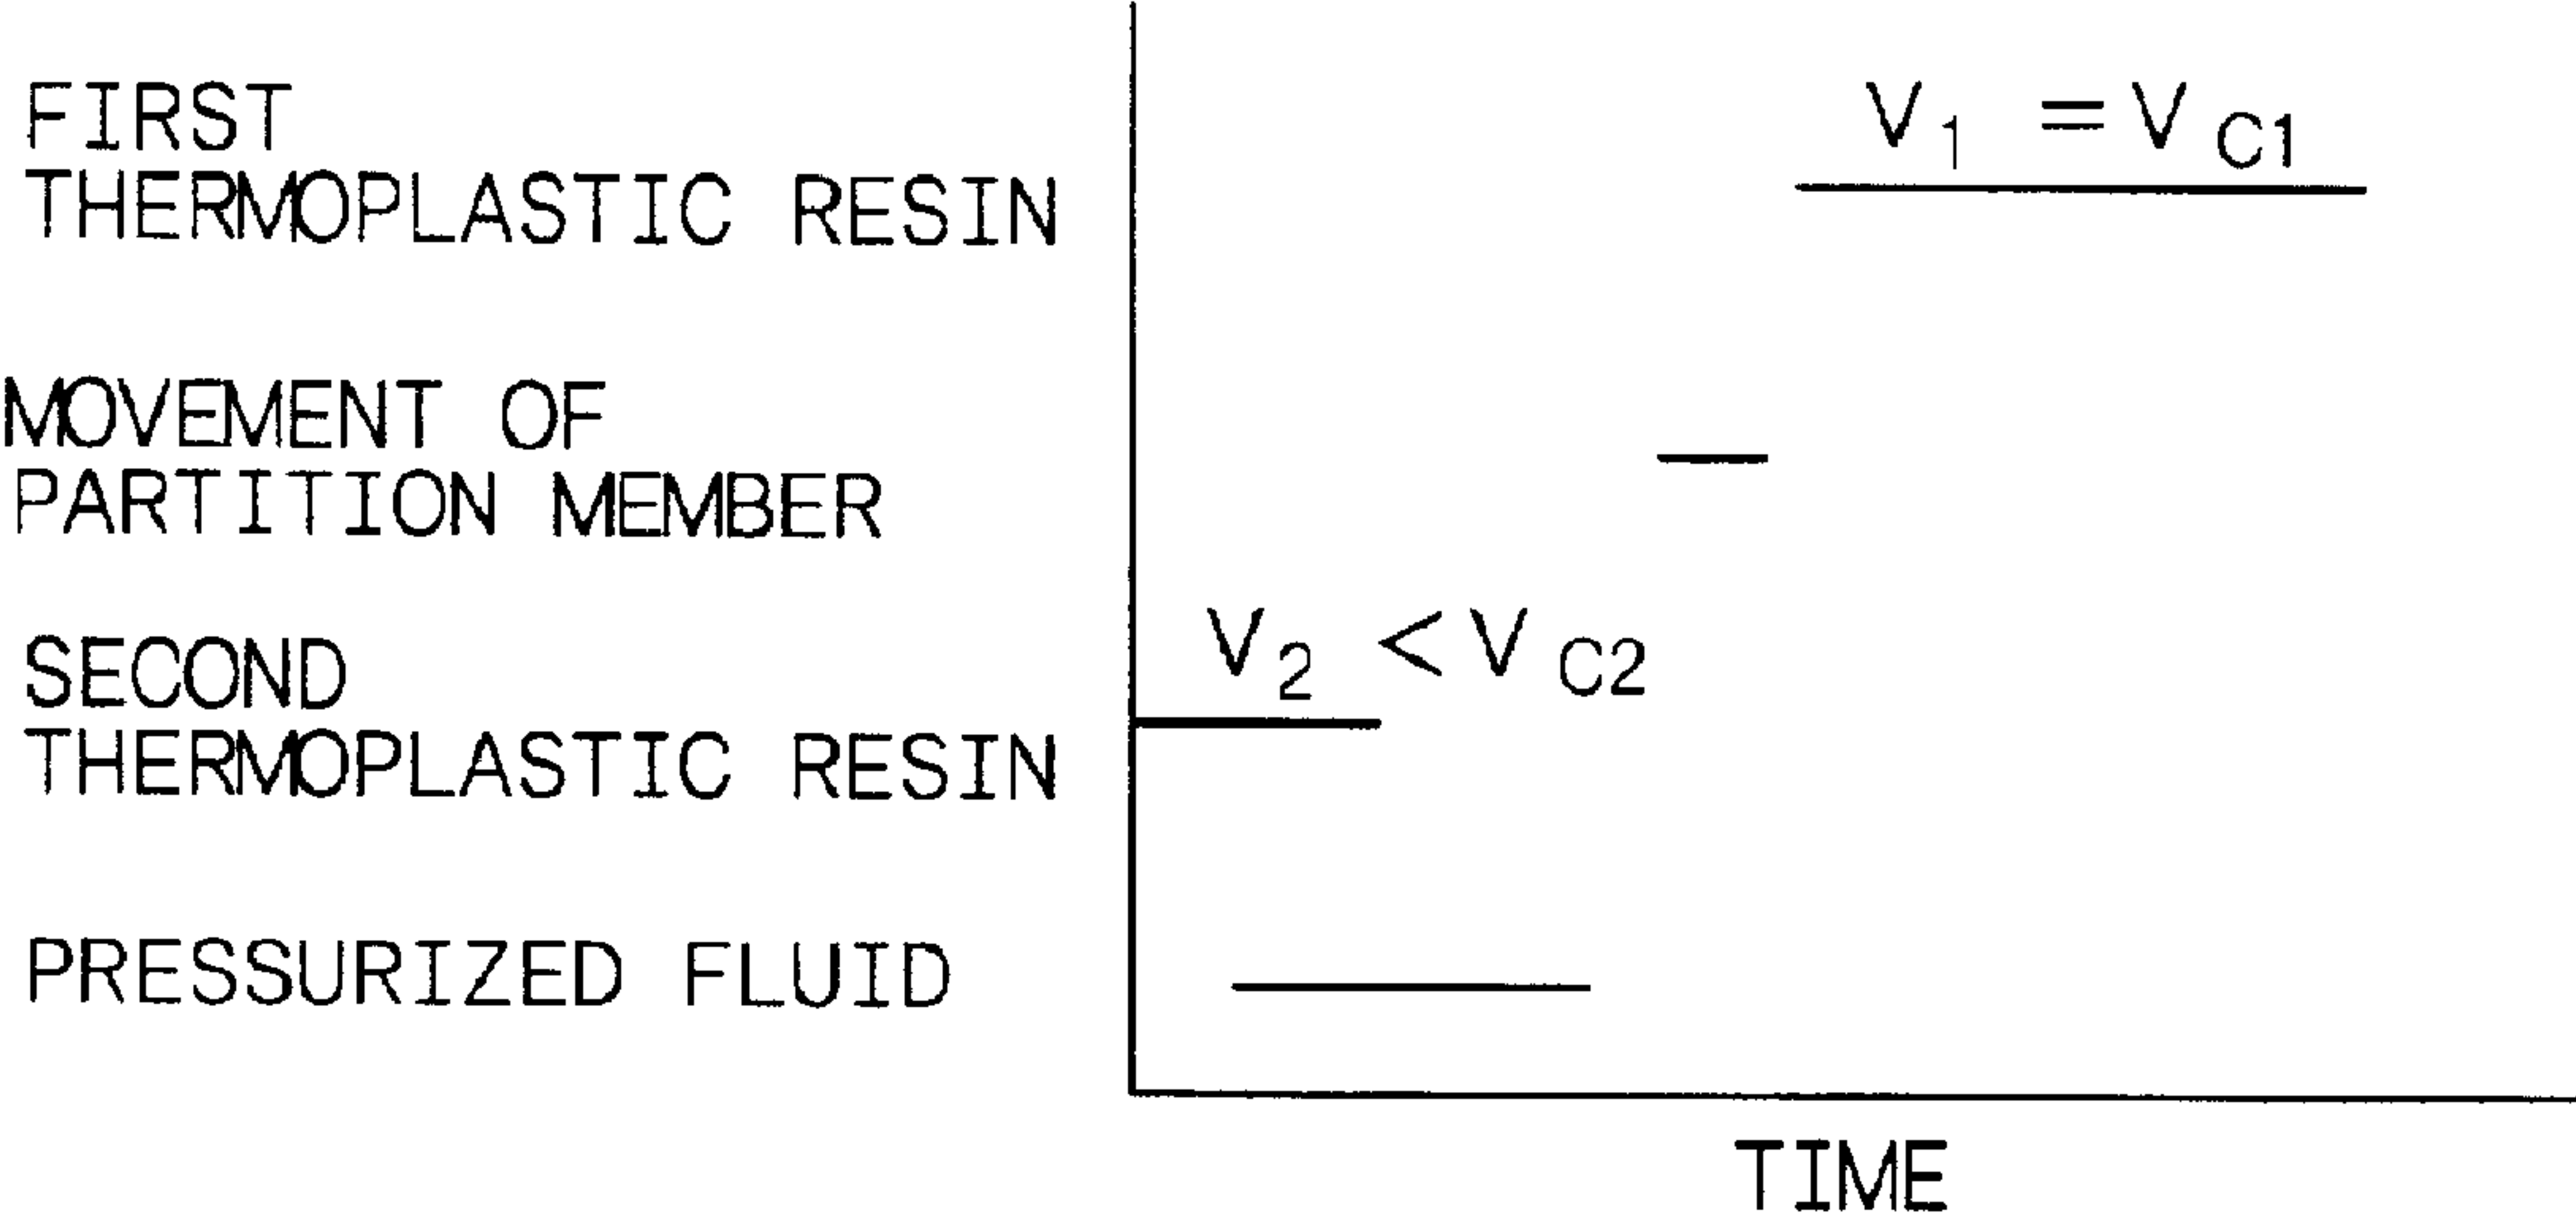 FIRST
THERMOPLASTIC RESIN
V1 = VC1
MOVEMENT OF
PARTITION MEMBER
SECOND
THERMOPLASTIC RESIN
V2 < VC2
PRESSURIZED FLUID
TIME